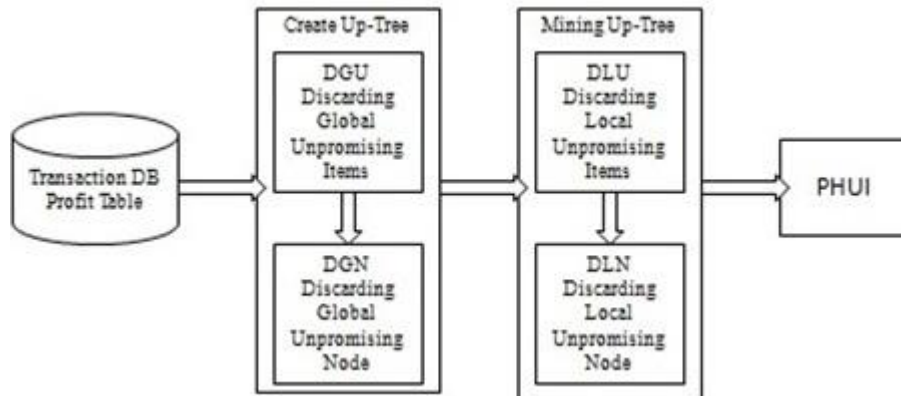 Transaction DB
Profit Table
Create Up-Tree
DGU
Discarding
Global
Unpromising
Items
DGN
Discarding
Global
Unpromising
Node
Mining Up-Tree
DLU
Discarding
Local
Unpromising
Items
DLN
Discarding
Local
Unpromising
Node
PHUI